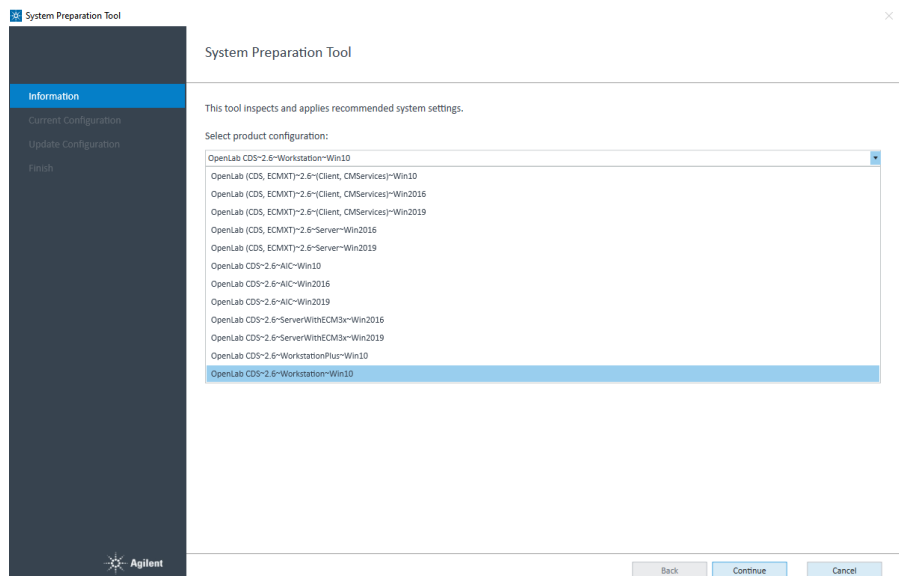 System Preparation Tool
System Preparation Tool
Information
Current Configuration
Update Configuration
Finish
This tool inspects and applies recommended system settings.
Select product configuration:
OpenLab CDS~2.6~Workstation~Win10
OpenLab (CDS, ECMXT)~2.6~(Client, CMServices)~Win10
OpenLab (CDS, ECMXT)~2.6~(Client, CMServices)~Win2016
OpenLab (CDS, ECMXT)~2.6~(Client, CMServices)~Win2019
OpenLab (CDS, ECMXT)~2.6~Server~Win2016
OpenLab (CDS, ECMXT)~2.6~Server~Win2019
OpenLab CDS~2.6~AIC~Win10
OpenLab CDS~2.6~AIC~Win2016
OpenLab CDS~2.6~AIC~Win2019
OpenLab CDS~2.6~ServerWithECM3x~Win2016
OpenLab CDS~2.6~ServerWithECM3x~Win2019
OpenLab CDS~2.6~WorkstationPlus~Win10
OpenLab CDS~2.6~Workstation~Win10
Agilent
Back
Continue
Cancel